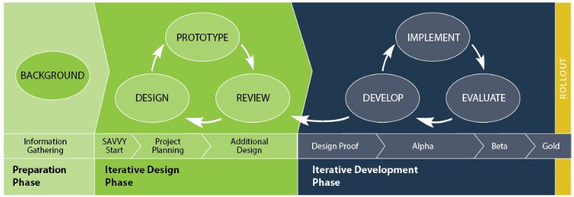 PROTOTYPE
IMPLEMENT
BACKGROUND
DESIGN
REVIEW
DEVELOP
EVALUATE
ROLLOUT
Information
Gathering
SAVVY
Start
Project
Planning
Additional
Design
Design Proof
Alpha
Beta
Gold
Preparation
Phase
Iterative Design
Phase
Iterative Development
Phase